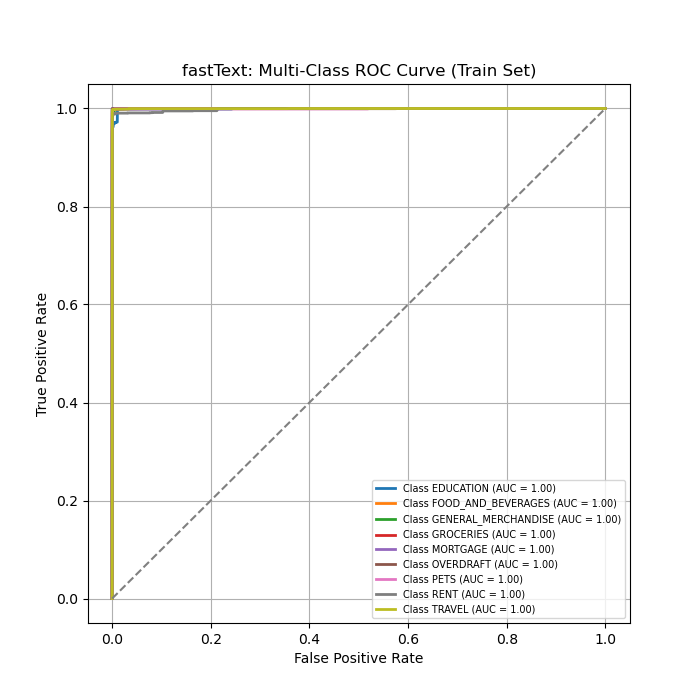 fastText: Multi-Class ROC Curve (Train Set)
1.0
0.8
0.6
0.4
0.2
0.0
True Positive Rate
Class EDUCATION (AUC = 1.00)
Class FOOD_AND_BEVERAGES (AUC = 1.00)
Class GENERAL_MERCHANDISE (AUC = 1.00)
Class GROCERIES (AUC = 1.00)
Class MORTGAGE (AUC = 1.00)
Class OVERDRAFT (AUC = 1.00)
Class PETS (AUC = 1.00)
Class RENT (AUC = 1.00)
Class TRAVEL (AUC = 1.00)
0.0 0.2 0.4 0.6 0.8 1.0
False Positive Rate